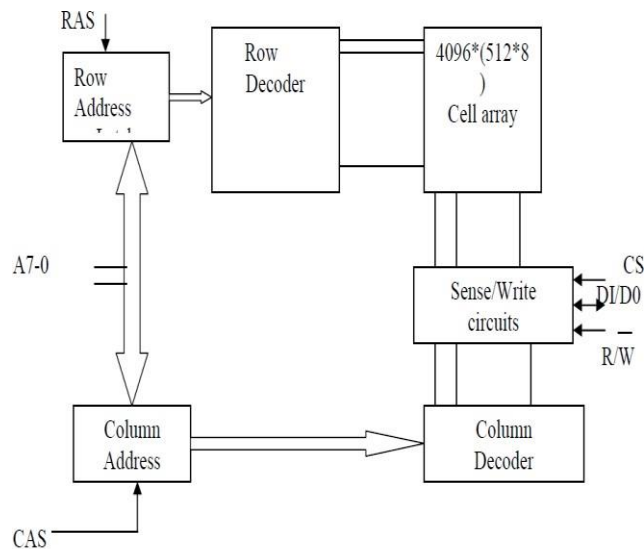 RAS
Row
Address
Row
Decoder
4096*(512*8
)
Cell array
A7-0
Sense/Write
circuits
CS
DI/D0
R/W
Column
Address
Column
Decoder
CAS